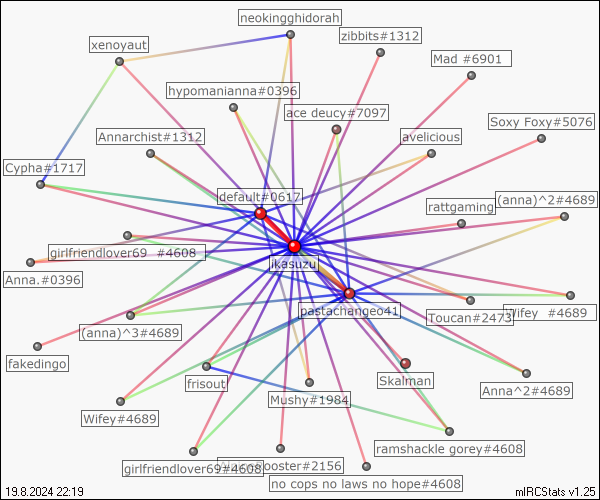 neokingghidorah
zibbits#1312
xenoyaut
Mad #6901
hypomanianna#0396
ace deucy#7097
Soxy Foxy#5076
Annarchist#1312
avelicious
Cypha#1717
default#0617
(anna)^2#4689
rattgaming
girlfriendlover69 #4608
ikasuzu
Anna.#0396
pastachangeo41
Toucan#2473
Wifey #4689
(anna)^3#4689
fakedingo
Skalman
frisout
Anna^2#4689
Mushy#1984
Wifey#4689
ramshackle gorey#4608
girlfriendlover69#4608
ooster#2156
no cops no laws no hope#4608
19.8.2024 22:19
mIRCStats v1.25